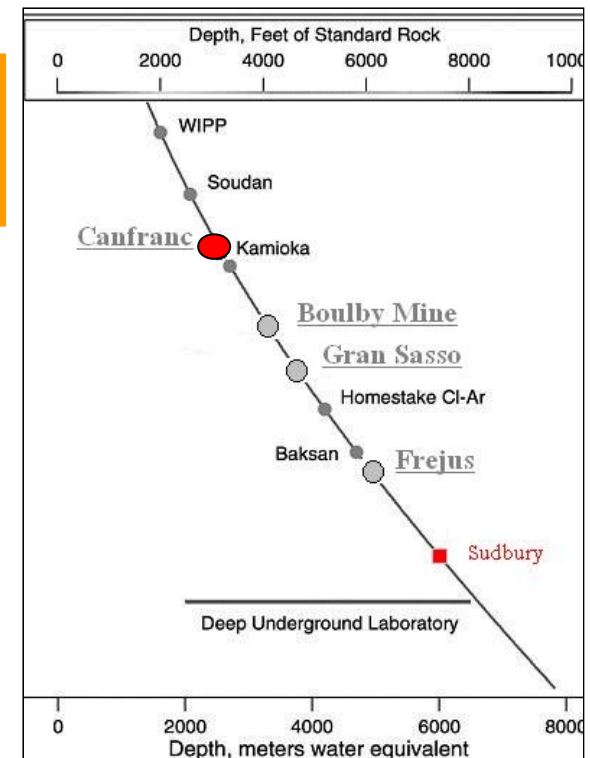 Depth, Feet of Standard Rock
0 2000 4000 6000 8000 1000
WIPP
Soudan
Canfranc
Kamioka
Boulby Mine
Gran Sasso
Homestake Cl-Ar
Baksan
Frejus
Sudbury
Deep Underground Laboratory
0 2000 4000 6000 8000
Depth, meters water equivalent